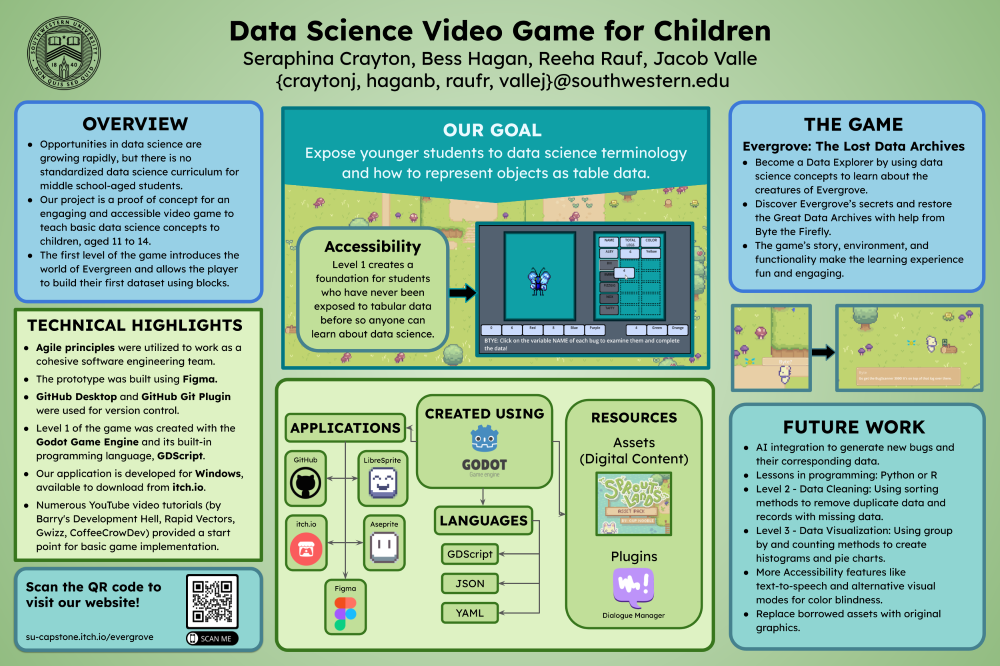 Data Science Video Game for Children
Seraphina Crayton, Bess Hagan, Reeha Rauf, Jacob Valle
{craytonj, haganb, raufr, vallej}@southwestern.edu
SOUTHWESTERN UNIVERSITY
18 40
NON QUIS SED QUID
OVERVIEW
● Opportunities in data science are
growing rapidly, but there is no
standardized data science curriculum for
middle school-aged students.
● Our project is a proof of concept for an
engaging and accessible video game to
teach basic data science concepts to
children, aged 11 to 14.
● The first level of the game introduces the
world of Evergreen and allows the player
to build their first dataset using blocks.
TECHNICAL HIGHLIGHTS
● Agile principles were utilized to work as a
cohesive software engineering team.
● The prototype was built using Figma.
● GitHub Desktop and GitHub Git Plugin
were used for version control.
● Level 1 of the game was created with the
Godot Game Engine and its built-in
programming language, GDScript.
● Our application is developed for Windows,
available to download from itch.io.
● Numerous YouTube video tutorials (by
Barry's Development Hell, Rapid Vectors,
Gwizz, CoffeeCrowDev) provided a start
point for basic game implementation.
Scan the QR code to
visit our website!
su-capstone.itch.io/evergrove
SCAN ME
OUR GOAL
Expose younger students to data science terminology
and how to represent objects as table data.
Accessibility
Level 1 creates a
foundation for students
who have never been
exposed to tabular data
before so anyone can
learn about data science.
NAME TOTAL LEGS COLOR
Yellow
Red
Blue
Purple
Green
Orange
BTYE: Click on the variable NAME of each bug to examine them and complete
the data!
APPLICATIONS
GitHub
LibreSprite
itch.io
Aseprite
Figma
CREATED USING
GODOT
Game engine
LANGUAGES
GDScript
JSON
YAML
RESOURCES
Assets
(Digital Content)
SPROUT LANDS
ASSET PACK
Plugins
Dialogue Manager
THE GAME
Evergrove: The Lost Data Archives
● Become a Data Explorer by using data
science concepts to learn about the
creatures of Evergrove.
● Discover Evergrove's secrets and restore
the Great Data Archives with help from
Byte the Firefly.
● The game's story, environment, and
functionality make the learning experience
fun and engaging.
FUTURE WORK
● AI integration to generate new bugs and
their corresponding data.
● Lessons in programming: Python or R
● Level 2 - Data Cleaning: Using sorting
methods to remove duplicate data and
records with missing data.
● Level 3 - Data Visualization: Using group
by and counting methods to create
histograms and pie charts.
● More Accessibility features like
text-to-speech and alternative visual
modes for color blindness.
● Replace borrowed assets with original
graphics.